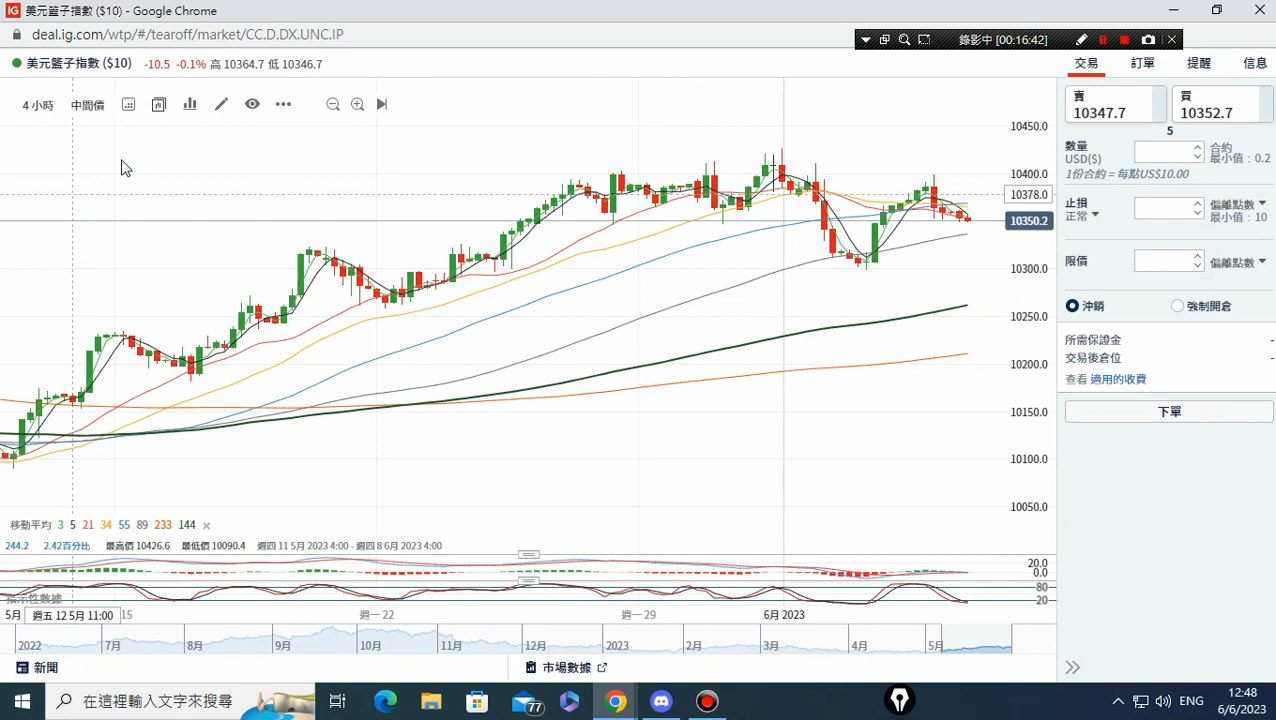 IG 美元籃子指數 ($10) - Google Chrome
deal.ig.com/wtp/#/tearoff/market/CC.D.DX.UNC.IP
錄影中 [00:16:42]
美元籃子指數 ($10) -10.5 -0.1% 高 10364.7 低 10346.7
交易 訂單 提醒 信息
4 小時 中間價
賣 10347.7
買 10352.7
5
數量 USD($) 合約 最小值 : 0.2
1份合約 = 每點US$10.00
止損 正常 偏離點數 最小值 : 10
限價 偏離點數
沖銷 強制開倉
所需保證金 -
交易後倉位 -
查看 適用的收費
下單
10450.0
10400.0
10378.0
10350.2
10300.0
10250.0
10200.0
10150.0
10100.0
10050.0
移動平均 3 5 21 34 55 89 233 144
244.2 2.42百分比 最高價 10426.6 最低價 10090.4 週四 11 5月 2023 4:00 - 週四 8 6月 2023 4:00
20.0
0.0
80
20
指示性數據
5月 週五 12 5月 11:00 15 週一 22 週一 29 6月 2023
2022 7月 8月 9月 10月 11月 12月 2023 2月 3月 4月 5月
新聞 市場數據
在這裡輸入文字來搜尋
77
ENG
12:48
6/6/2023